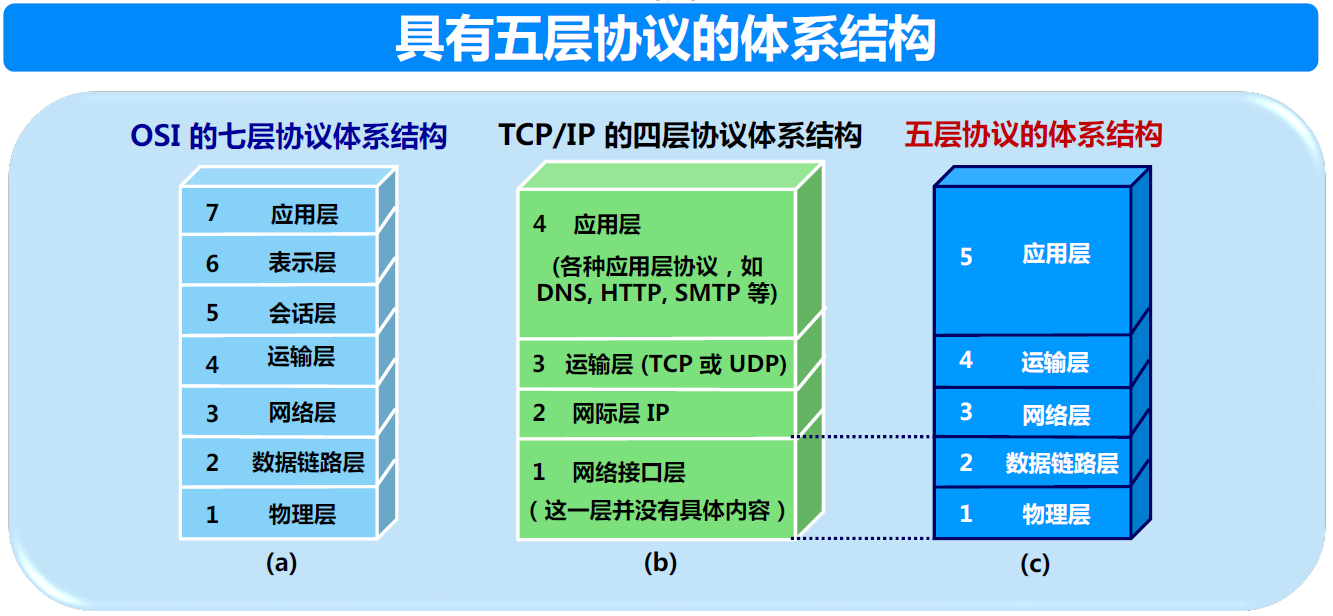 具有五层协议的体系结构
OSI 的七层协议体系结构
7 应用层
6 表示层
5 会话层
4 运输层
3 网络层
2 数据链路层
1 物理层
(a)
TCP/IP 的四层协议体系结构
4 应用层
(各种应用层协议，如
DNS, HTTP, SMTP 等)
3 运输层 (TCP 或 UDP)
2 网际层 IP
1 网络接口层
（这一层并没有具体内容）
(b)
五层协议的体系结构
5 应用层
4 运输层
3 网络层
2 数据链路层
1 物理层
(c)